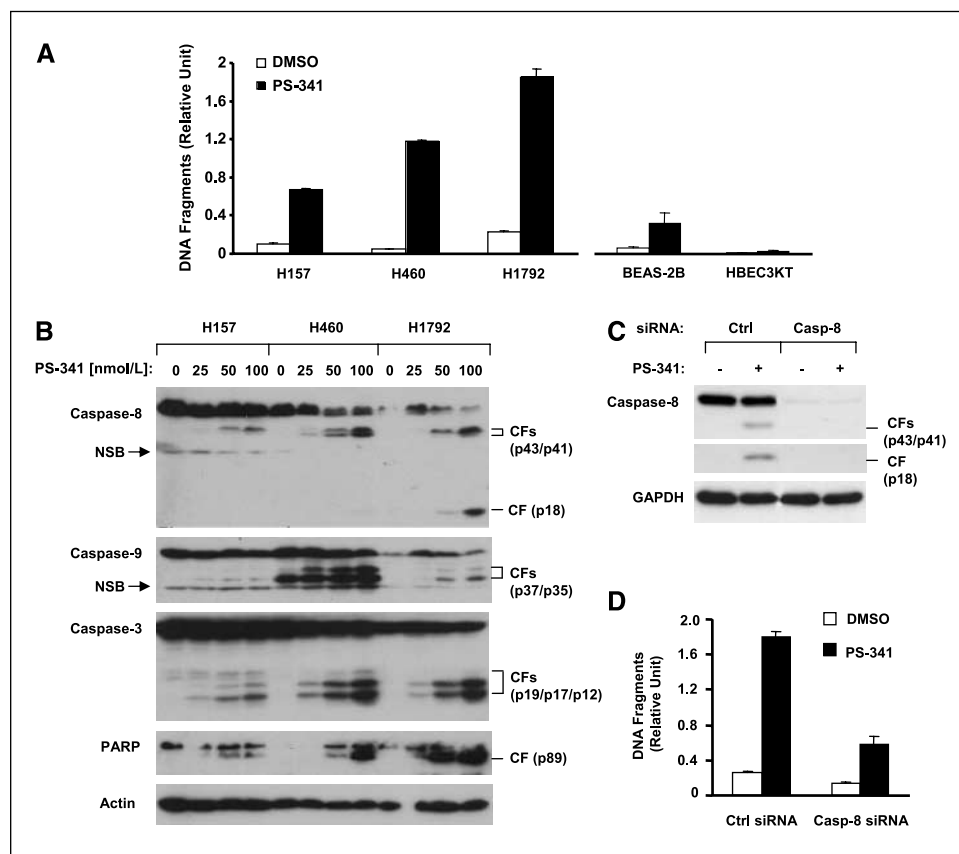 A
DMSO
PS-341
DNA Fragments (Relative Unit)
2
1.6
1.2
0.8
0.4
0
H157 H460 H1792 BEAS-2B HBEC3KT
B
H157 H460 H1792
PS-341 [nmol/L]: 0 25 50 100 0 25 50 100 0 25 50 100
Caspase-8
CFs
(p43/p41)
NSB
CF (p18)
Caspase-9
CFs
(p37/p35)
NSB
Caspase-3
CFs
(p19/p17/p12)
PARP
CF (p89)
Actin
C
siRNA: Ctrl Casp-8
PS-341: - + - +
Caspase-8
CFs
(p43/p41)
CF
(p18)
GAPDH
D
DMSO
PS-341
DNA Fragments
(Relative Unit)
2.0
1.6
1.2
0.8
0.4
0
Ctrl siRNA Casp-8 siRNA